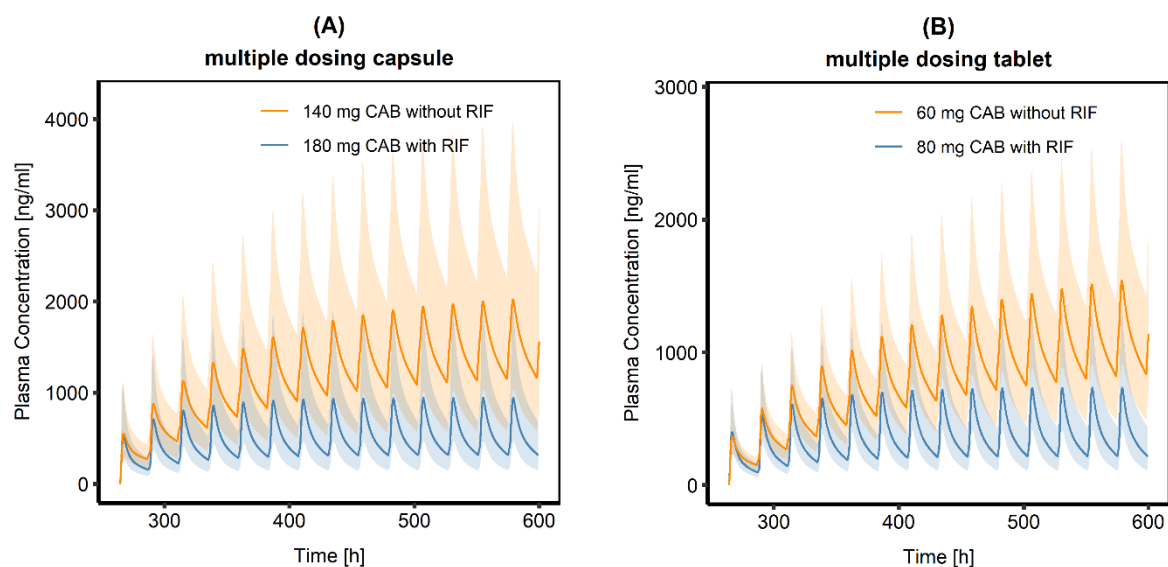 (A)
multiple dosing capsule
140 mg CAB without RIF
180 mg CAB with RIF
Plasma Concentration [ng/ml]
4000
3000
2000
1000
0
300
400
500
600
Time [h]
(B)
multiple dosing tablet
60 mg CAB without RIF
80 mg CAB with RIF
Plasma Concentration [ng/ml]
3000
2000
1000
0
300
400
500
600
Time [h]